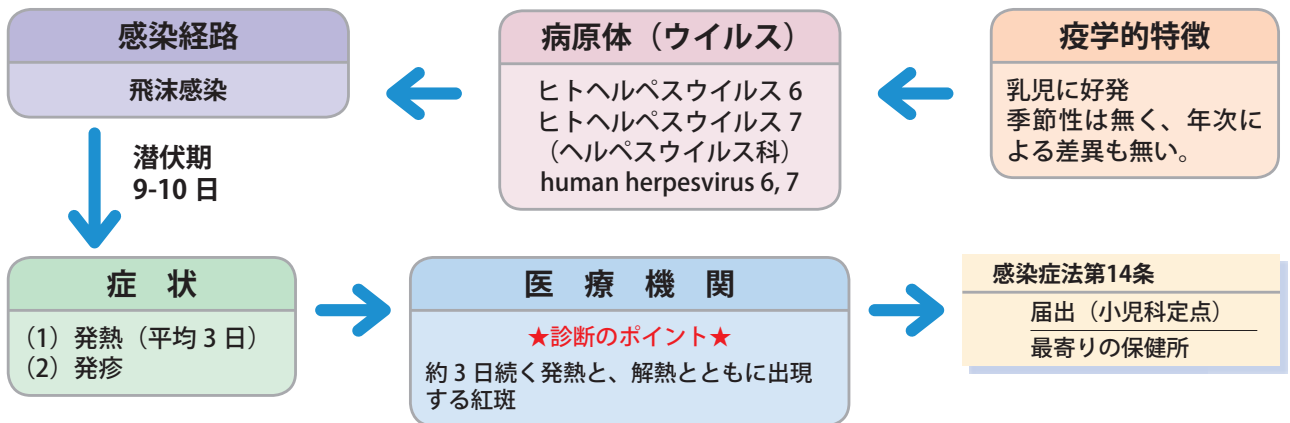 感染経路
飛沫感染
病原体（ウイルス）
ヒトヘルペスウイルス 6
ヒトヘルペスウイルス 7
（ヘルペスウイルス科）
human herpesvirus 6, 7
疫学的特徴
乳児に好発
季節性は無く、年次に
よる差異も無い。
潜伏期
9-10 日
症　状
（1）発熱（平均 3 日）
（2）発疹
医　療　機　関
★診断のポイント★
約 3 日続く発熱と、解熱とともに出現
する紅斑
感染症法第14条
届出（小児科定点）
最寄りの保健所